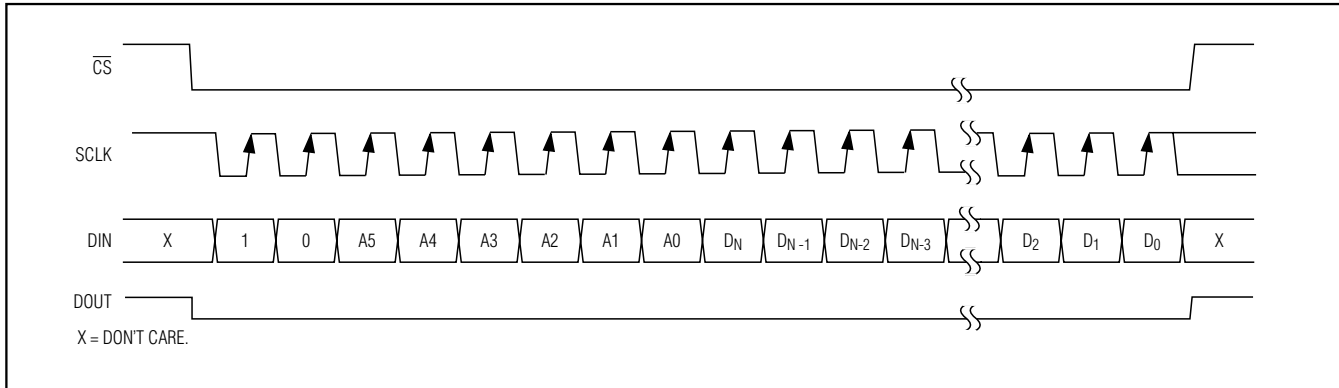 CS
SCLK
DIN X 1 0 A5 A4 A3 A2 A1 A0 DN DN-1 DN-2 DN-3 D2 D1 D0 X
DOUT
X = DON'T CARE.